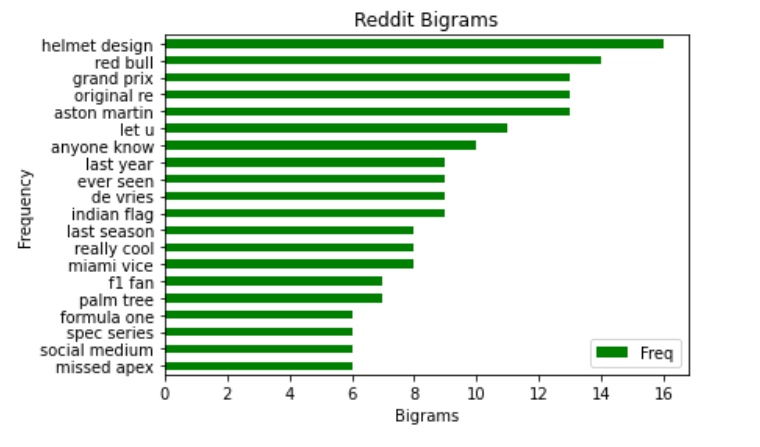 Reddit Bigrams
helmet design
red bull
grand prix
original re
aston martin
let u
anyone know
last year
ever seen
de vries
indian flag
last season
really cool
miami vice
f1 fan
palm tree
formula one
spec series
social medium
missed apex
Frequency
Freq
0 2 4 6 8 10 12 14 16
Bigrams